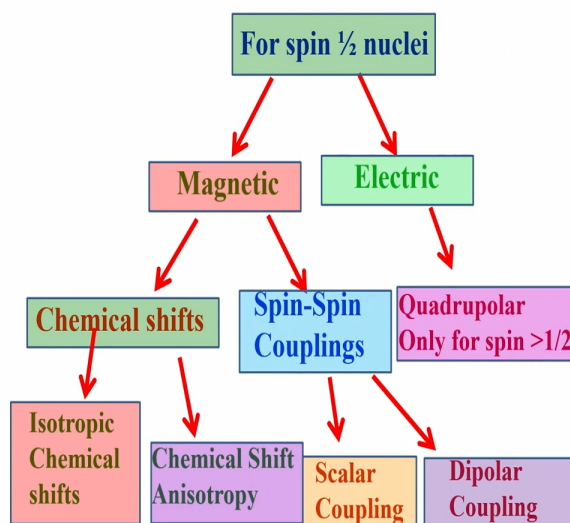 For spin ½ nuclei
Magnetic
Electric
Chemical shifts
Spin-Spin
Couplings
Quadrupolar
Only for spin >1/2
Isotropic
Chemical
shifts
Chemical Shift
Anisotropy
Scalar
Coupling
Dipolar
Coupling